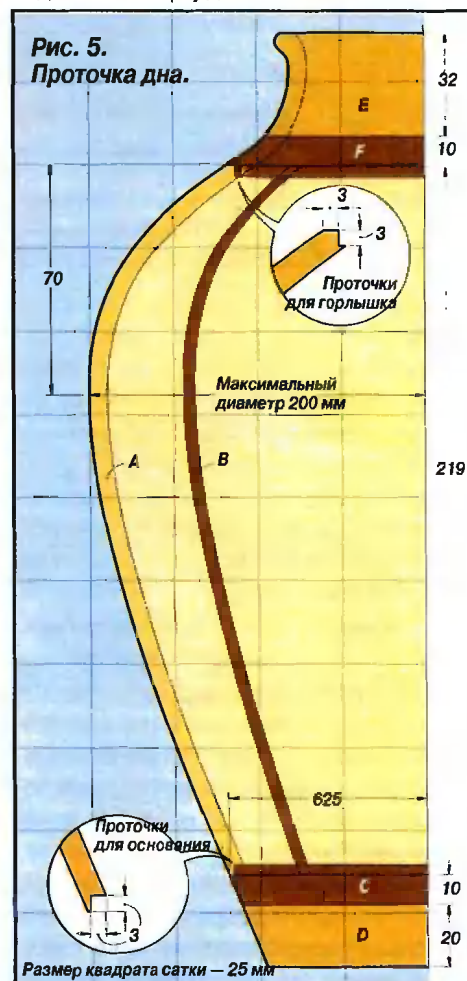 Рис. 5.
Проточка дна.
E
32
F
10
3
3
Проточки
для горлышка
70
Максимальный
диаметр 200 мм
A
B
219
625
Проточки
для основания
3
C
10
D
20
Размер квадрата сатки — 25 мм